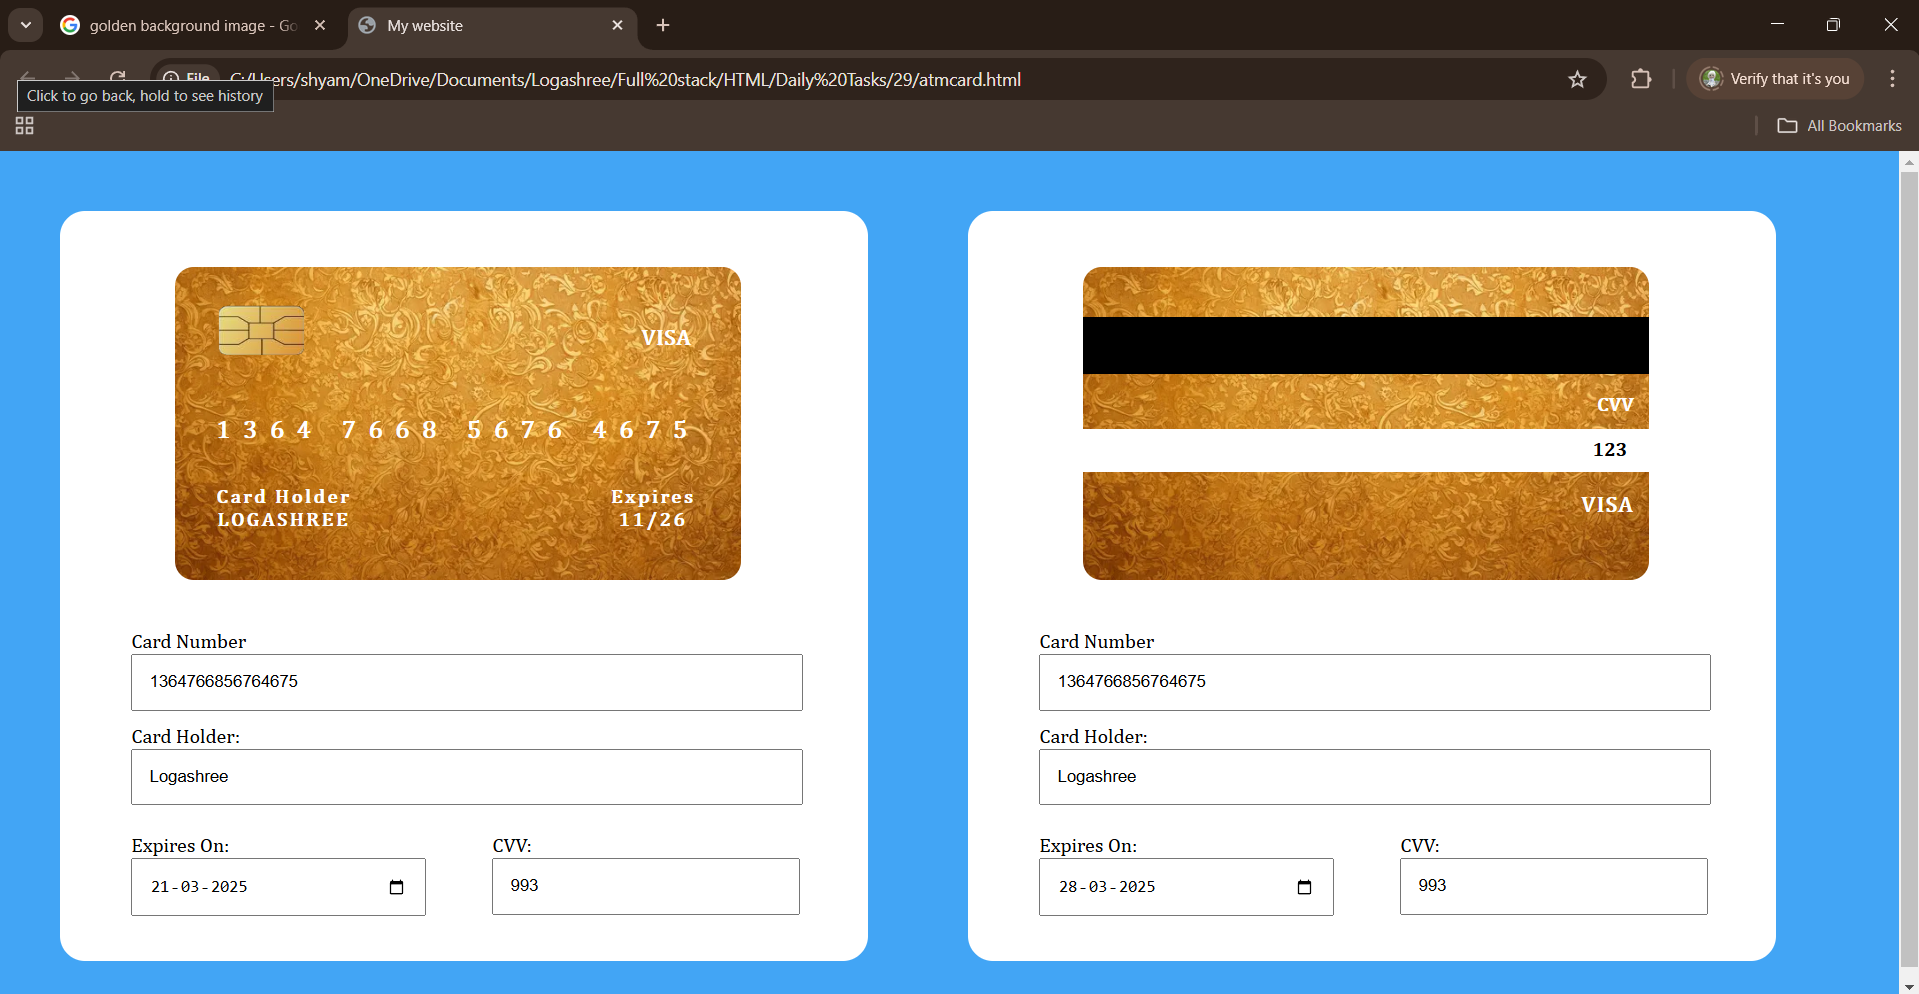 golden background image - Go
My website
File
C:/Users/shyam/OneDrive/Documents/Logashree/Full%20stack/HTML/Daily%20Tasks/29/atmcard.html
Verify that it's you
Click to go back, hold to see history
All Bookmarks
VISA
1364 7668 5676 4675
Card Holder
LOGASHREE
Expires
11/26
Card Number
1364766856764675
Card Holder:
Logashree
Expires On:
21-03-2025
CVV:
993
CVV
123
VISA
Card Number
1364766856764675
Card Holder:
Logashree
Expires On:
28-03-2025
CVV:
993